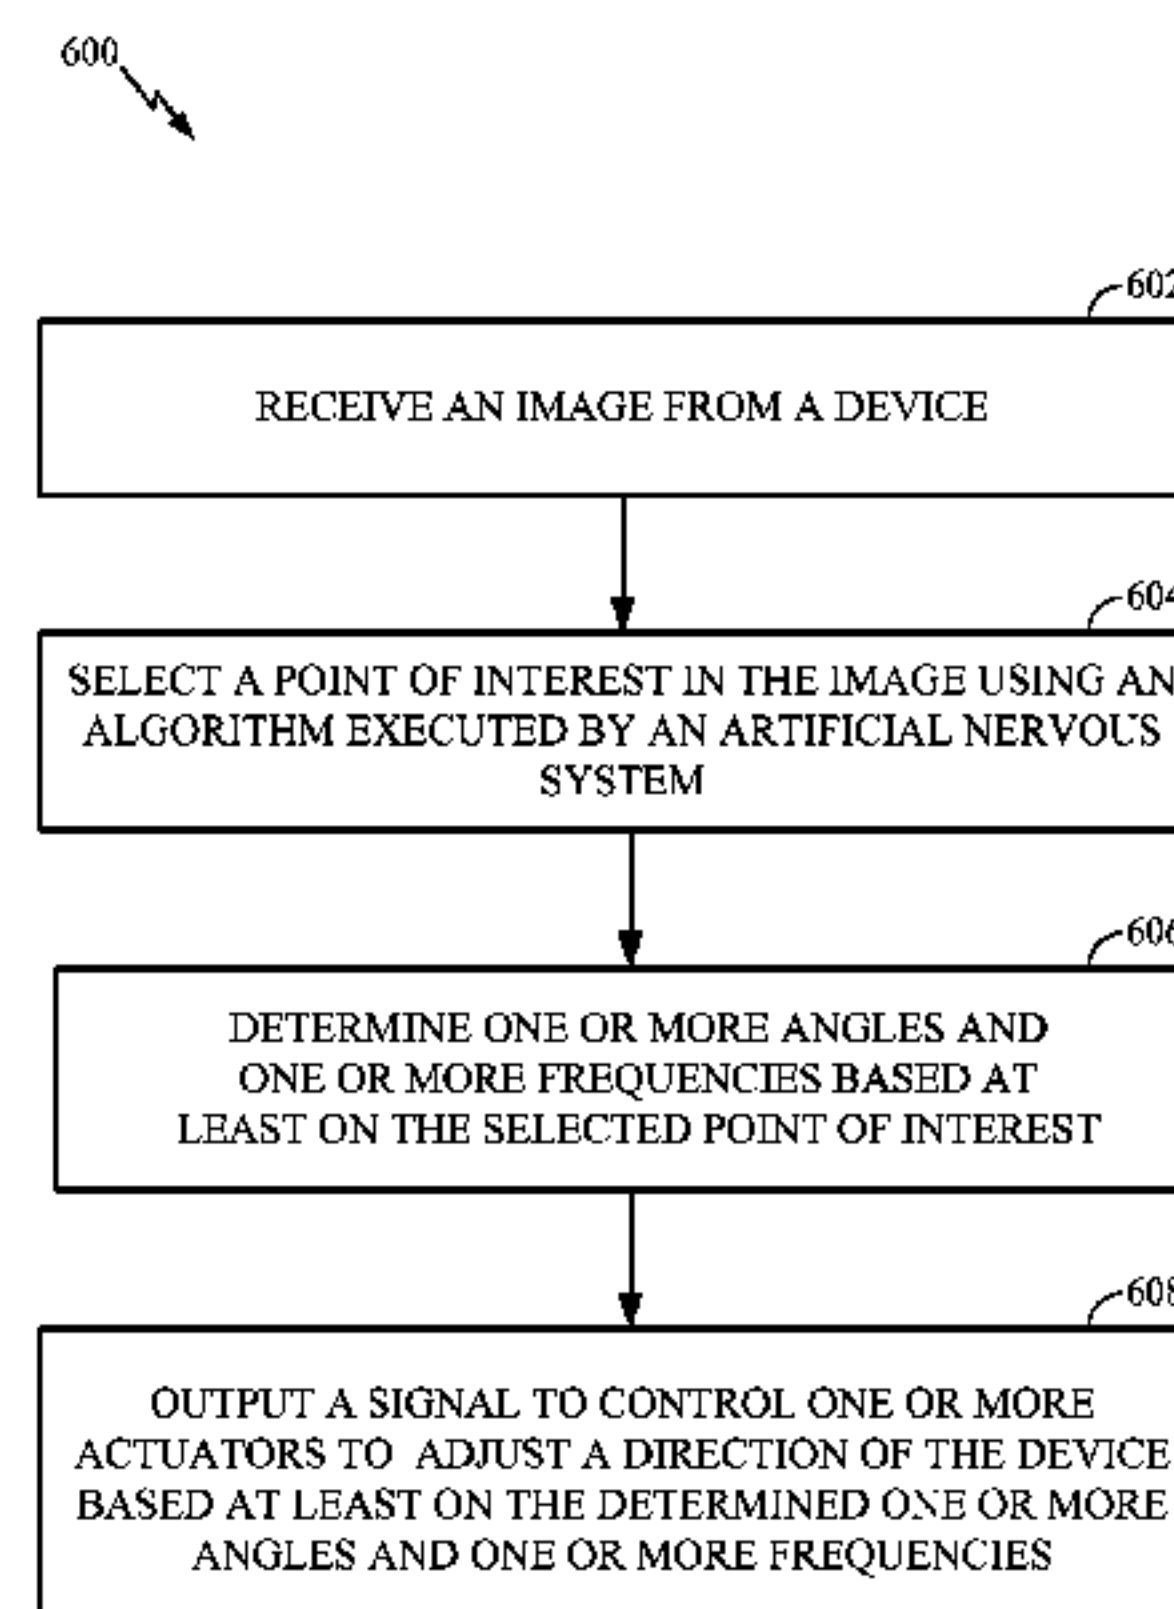 600
602
RECEIVE AN IMAGE FROM A DEVICE
604
SELECT A POINT OF INTEREST IN THE IMAGE USING AN
ALGORITHM EXECUTED BY AN ARTIFICIAL NERVOUS
SYSTEM
606
DETERMINE ONE OR MORE ANGLES AND
ONE OR MORE FREQUENCIES BASED AT
LEAST ON THE SELECTED POINT OF INTEREST
608
OUTPUT A SIGNAL TO CONTROL ONE OR MORE
ACTUATORS TO ADJUST A DIRECTION OF THE DEVICE
BASED AT LEAST ON THE DETERMINED ONE OR MORE
ANGLES AND ONE OR MORE FREQUENCIES